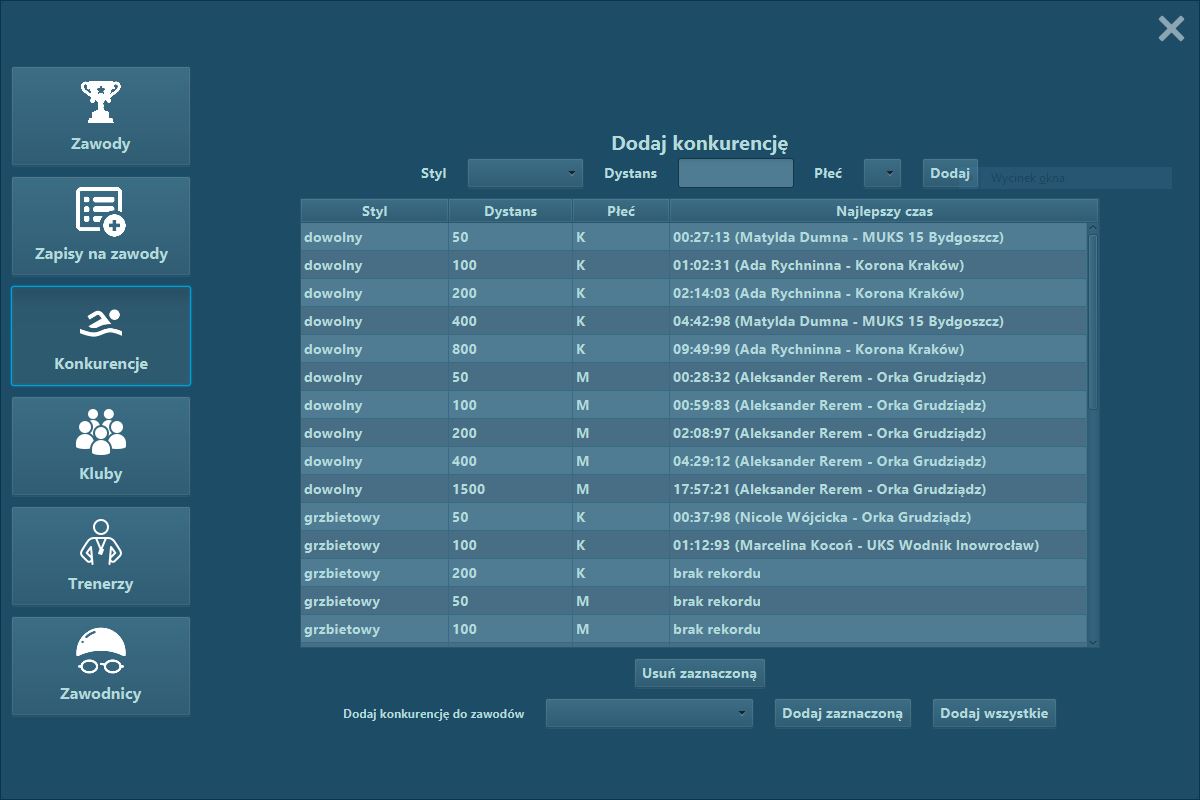 Zawody
Zapisy na zawody
Konkurencje
Kluby
Trenerzy
Zawodnicy
Dodaj konkurencję
Styl Dystans Płeć Dodaj Wycinek okna
Styl Dystans Płeć Najlepszy czas
dowolny 50 K 00:27:13 (Matylda Dumna - MUKS 15 Bydgoszcz)
dowolny 100 K 01:02:31 (Ada Rychninna - Korona Kraków)
dowolny 200 K 02:14:03 (Ada Rychninna - Korona Kraków)
dowolny 400 K 04:42:98 (Matylda Dumna - MUKS 15 Bydgoszcz)
dowolny 800 K 09:49:99 (Ada Rychninna - Korona Kraków)
dowolny 50 M 00:28:32 (Aleksander Rerem - Orka Grudziądz)
dowolny 100 M 00:59:83 (Aleksander Rerem - Orka Grudziądz)
dowolny 200 M 02:08:97 (Aleksander Rerem - Orka Grudziądz)
dowolny 400 M 04:29:12 (Aleksander Rerem - Orka Grudziądz)
dowolny 1500 M 17:57:21 (Aleksander Rerem - Orka Grudziądz)
grzbietowy 50 K 00:37:98 (Nicole Wójcicka - Orka Grudziądz)
grzbietowy 100 K 01:12:93 (Marcelina Kocoń - UKS Wodnik Inowrocław)
grzbietowy 200 K brak rekordu
grzbietowy 50 M brak rekordu
grzbietowy 100 M brak rekordu
Usuń zaznaczoną
Dodaj konkurencję do zawodów Dodaj zaznaczoną Dodaj wszystkie